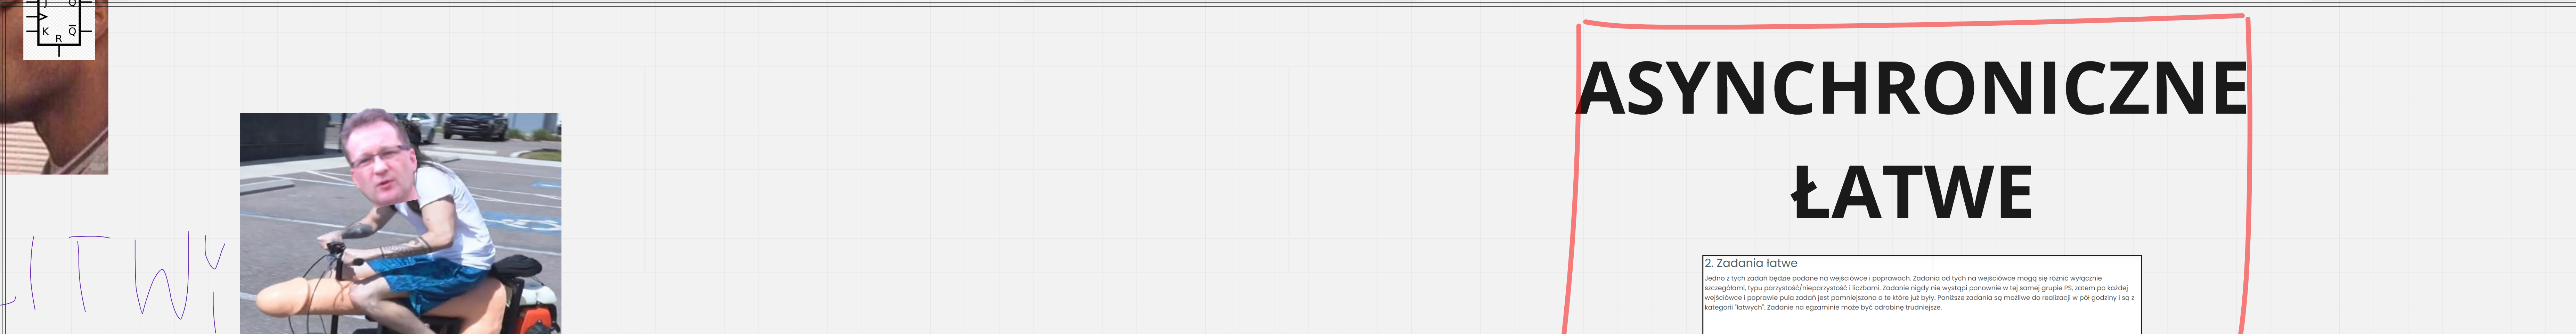 J Q
K Q̅
R
ASYNCHRONICZNE
ŁATWE
2. Zadania łatwe
Jedno z tych zadań będzie podane na wejściówce i poprawach. Zadania od tych na wejściówce mogą się różnić wyłącznie
szczegółami, typu parzystość/nieparzystość i liczbami. Zadanie nigdy nie wystąpi ponownie w tej samej grupie PS, zatem po każdej
wejściówce i poprawie pula zadań jest pomniejszona o te które już były. Poniższe zadania są możliwe do realizacji w pół godziny i są z
kategorii "łatwych". Zadanie na egzaminie może być odrobinę trudniejsze.